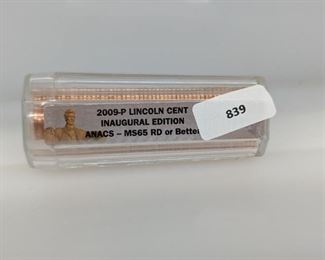 2009-P LINCOLN CENT
INAUGURAL EDITION
ANACS – MS65 RD or Better
839